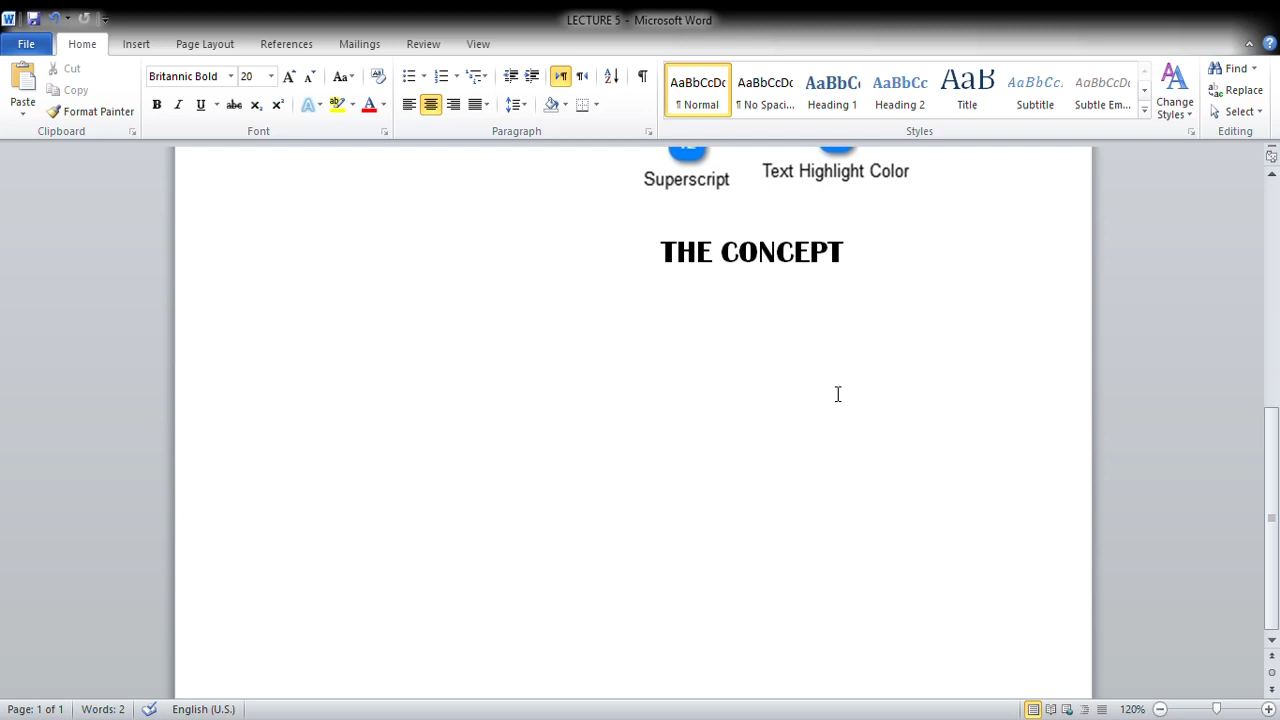 LECTURE 5 - Microsoft Word
File Home Insert Page Layout References Mailings Review View
Paste
Cut
Copy
Format Painter
Clipboard
Britannic Bold 20
Font
Paragraph
AaBbCcDc AaBbCcDc AaBbC AaBbCc AaB AaBbCc. AaBbCcDc
¶ Normal ¶ No Spaci... Heading 1 Heading 2 Title Subtitle Subtle Em...
Styles
Change
Styles
Find
Replace
Select
Editing
Superscript
Text Highlight Color
THE CONCEPT
Page: 1 of 1 Words: 2 English (U.S.) 120%